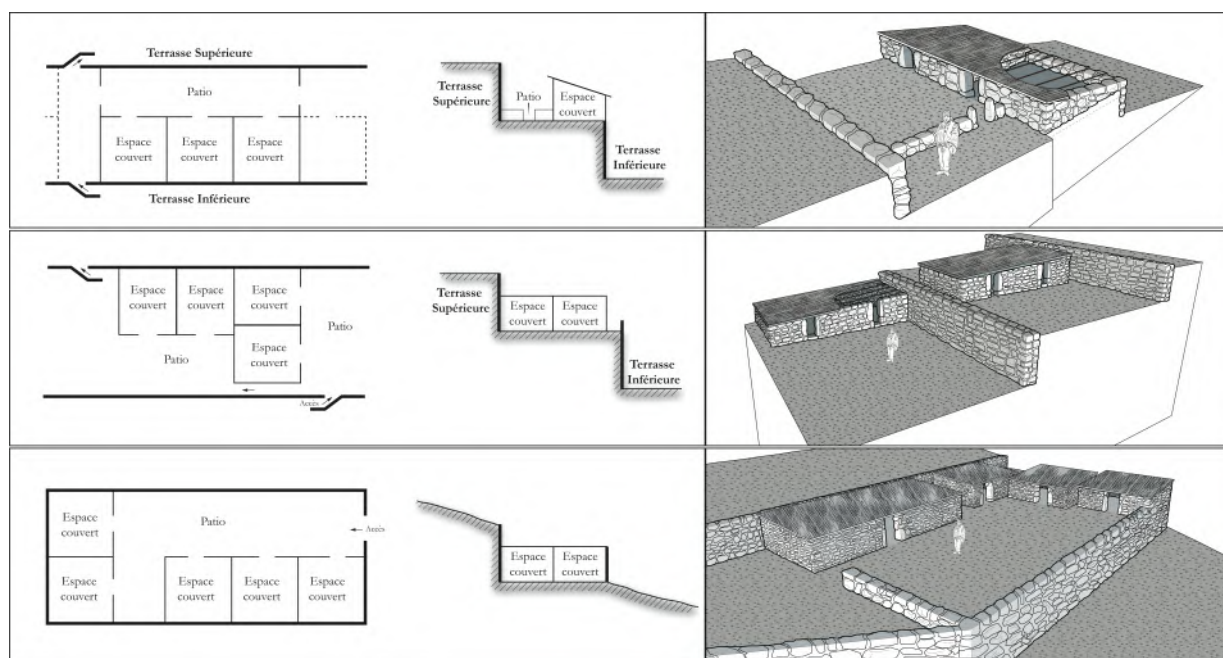 Terrasse Supérieure
Patio
Espace
couvert
Espace
couvert
Espace
couvert
Terrasse Inférieure
Terrasse
Supérieure
Patio
Espace
couvert
Terrasse
Inférieure
Espace
couvert
Espace
couvert
Espace
couvert
Patio
Patio
Espace
couvert
Accès
Terrasse
Supérieure
Espace
couvert
Espace
couvert
Terrasse
Inférieure
Espace
couvert
Patio
Accès
Espace
couvert
Espace
couvert
Espace
couvert
Espace
couvert
Espace
couvert
Espace
couvert